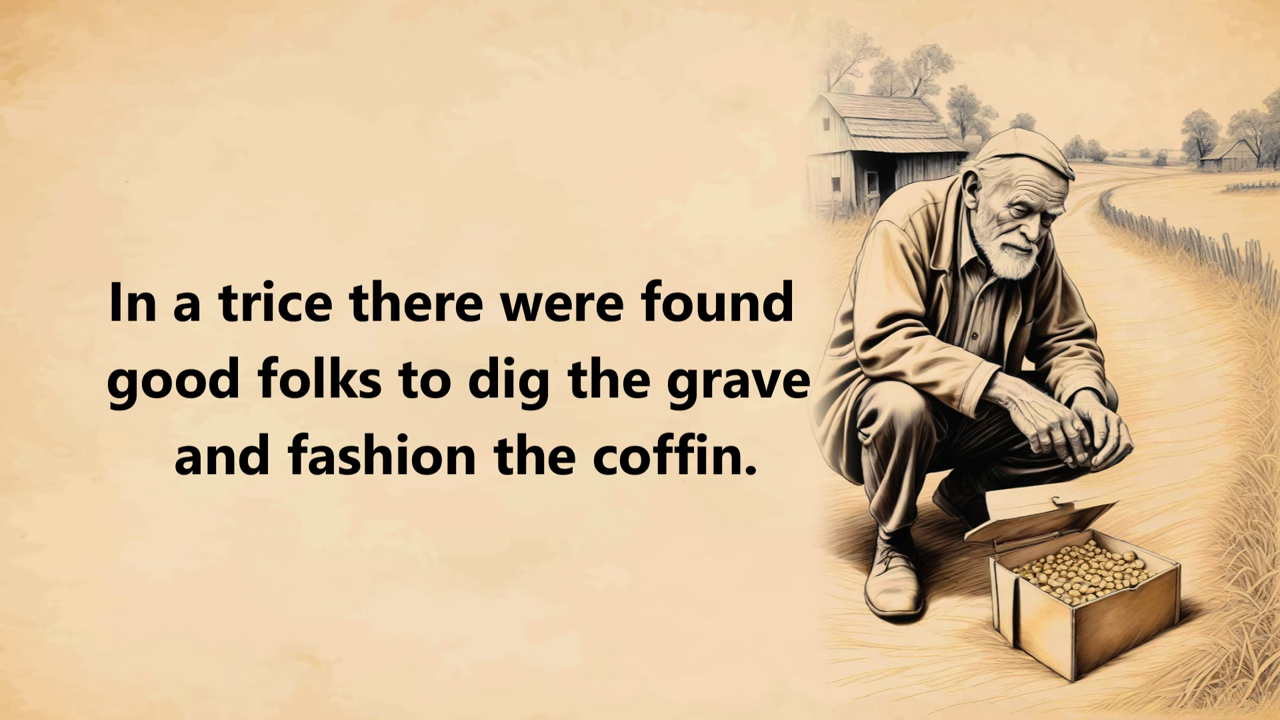 In a trice there were found
good folks to dig the grave
and fashion the coffin.